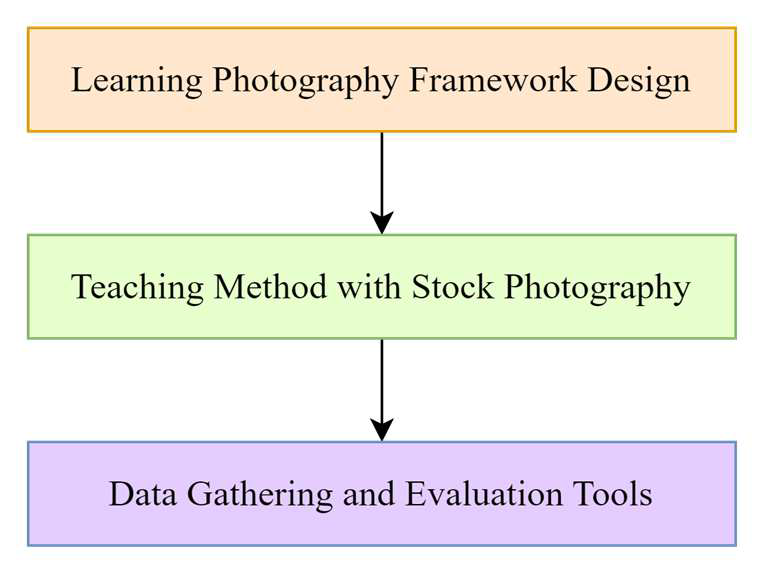 Learning Photography Framework Design
Teaching Method with Stock Photography
Data Gathering and Evaluation Tools